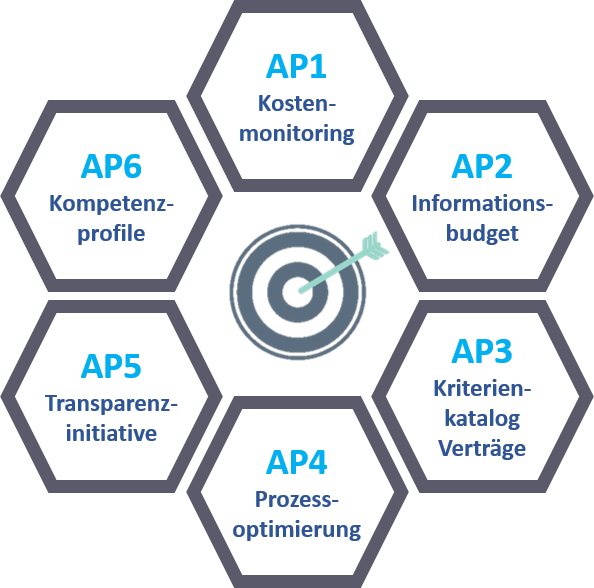 AP1
Kosten-
monitoring
AP2
Informations-
budget
AP3
Kriterien-
katalog
Verträge
AP4
Prozess-
optimierung
AP5
Transparenz-
initiative
AP6
Kompetenz-
profile